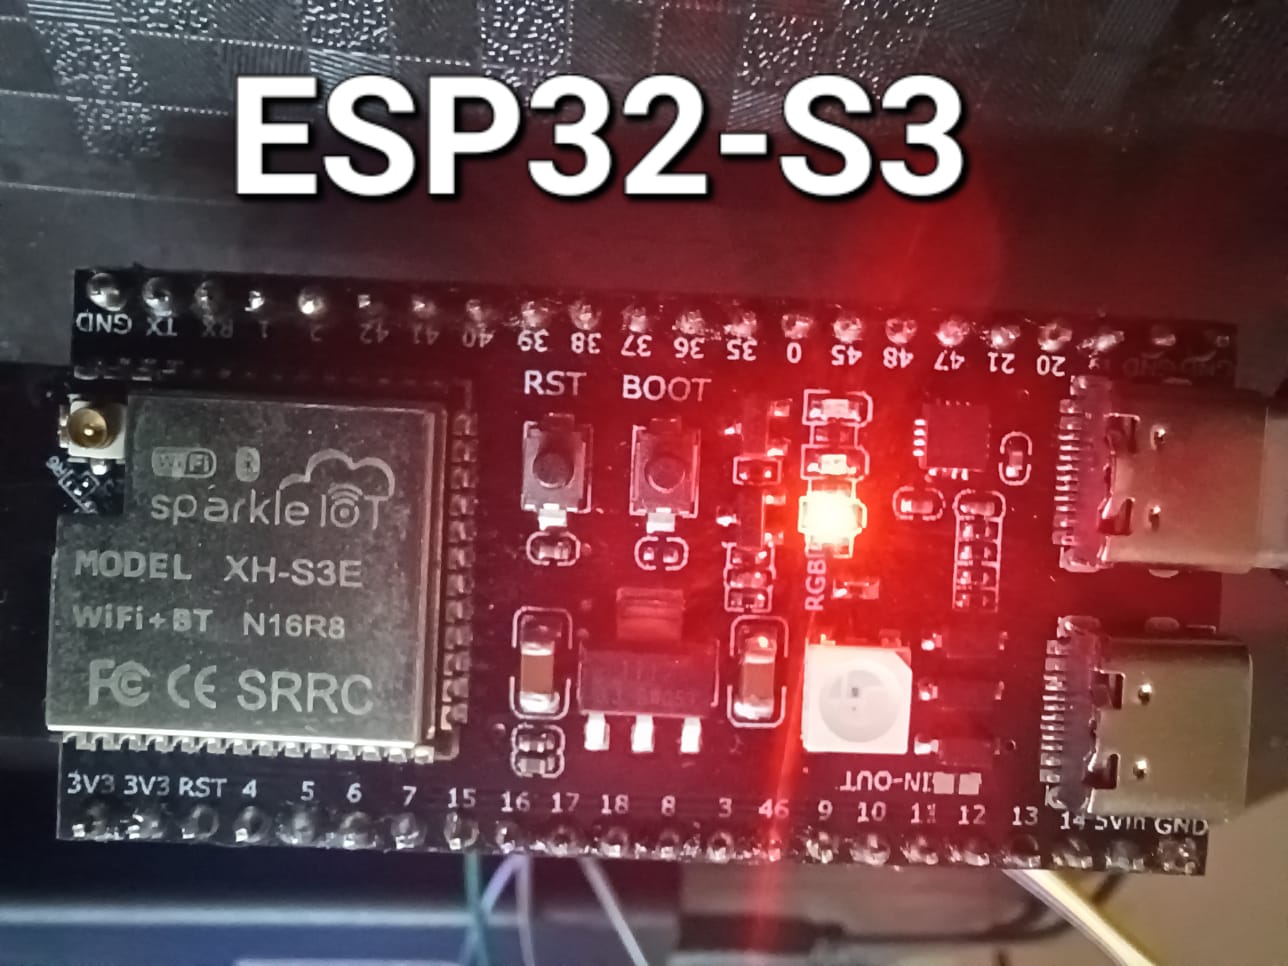 ESP32-S3
GND TX RX 1 2 42 41 40 39 38 37 36 35 0 45 48 47 21 20 GND GND
RST BOOT
WiFi
sparkle IoT
MODEL XH-S3E
WiFi+BT N16R8
FC CE SRRC
RGB
IN-OUT
3V3 3V3 RST 4 5 6 7 15 16 17 18 8 3 46 9 10 11 12 13 14 5Vin GND